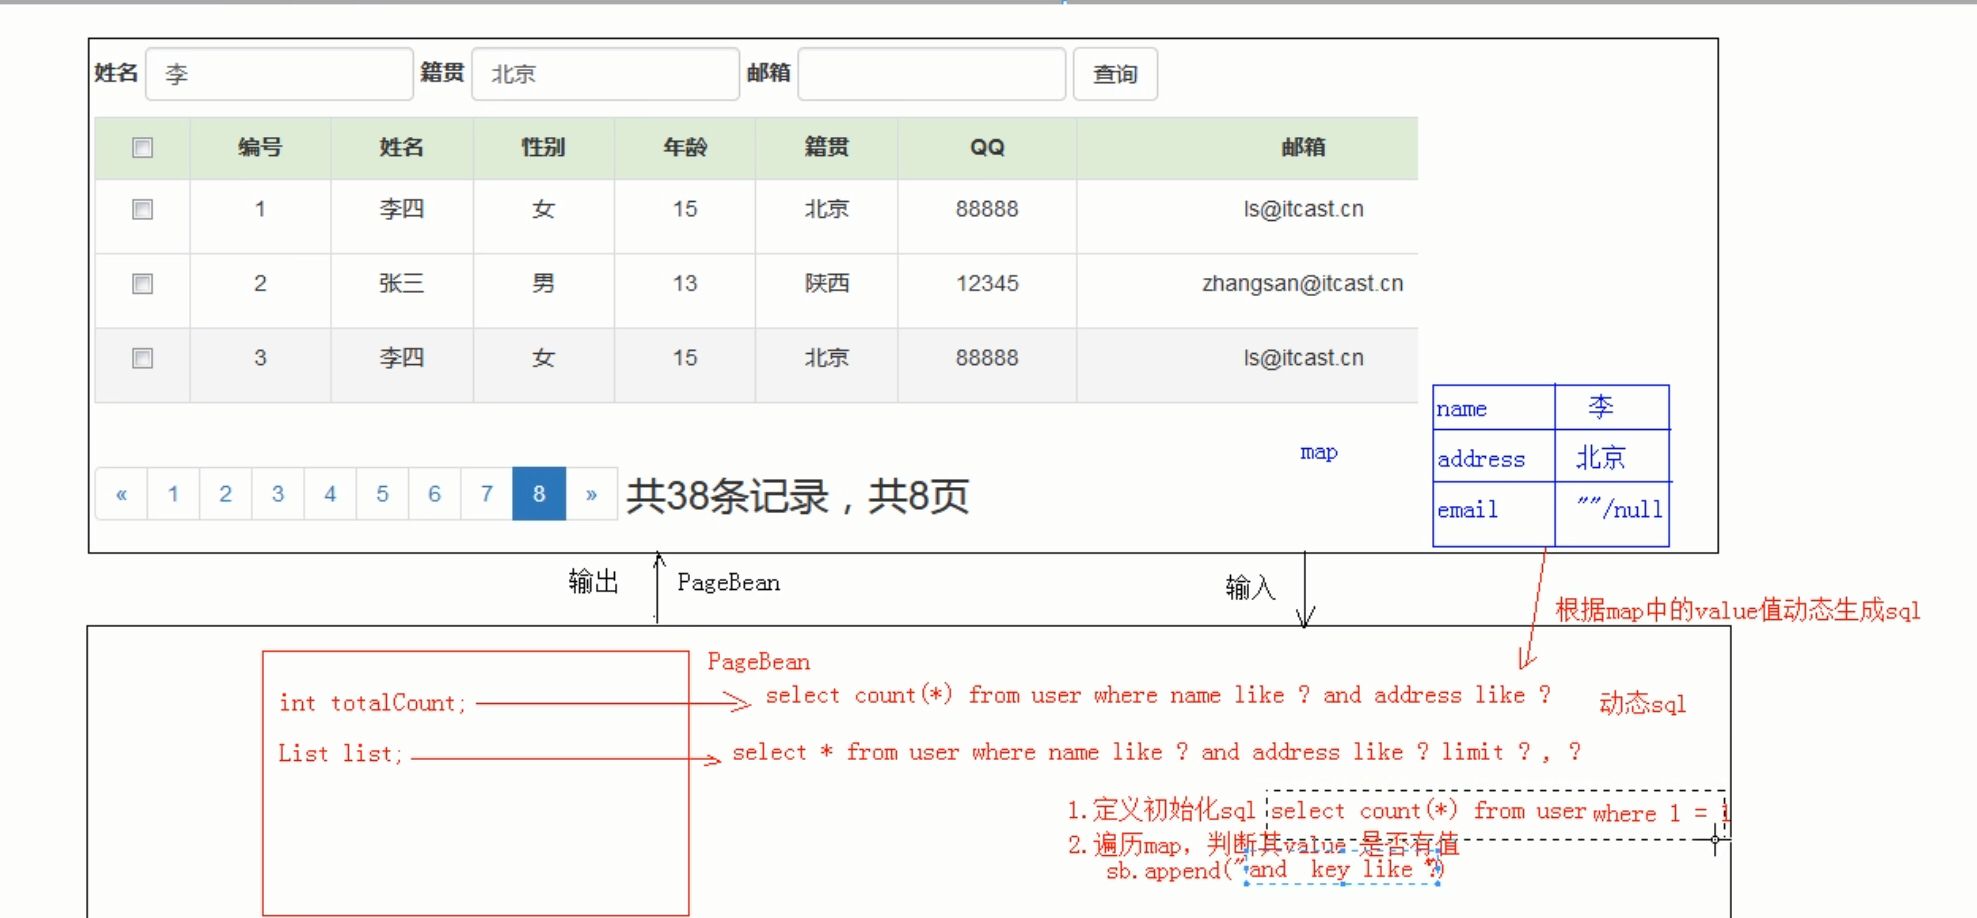 姓名 李 籍贯 北京 邮箱 查询
编号 姓名 性别 年龄 籍贯 QQ 邮箱
1 李四 女 15 北京 88888 ls@itcast.cn
2 张三 男 13 陕西 12345 zhangsan@itcast.cn
3 李四 女 15 北京 88888 ls@itcast.cn
name 李
map
address 北京
email ""/null
« 1 2 3 4 5 6 7 8 » 共38条记录，共8页
输出 PageBean 输入
根据map中的value值动态生成sql
PageBean
int totalCount; select count(*) from user where name like ? and address like ? 动态sql
List list; select * from user where name like ? and address like ? limit ? , ?
1.定义初始化sql select count(*) from user where 1 = 1
2.遍历map，判断其value 是否有值
sb.append("and key like ?")